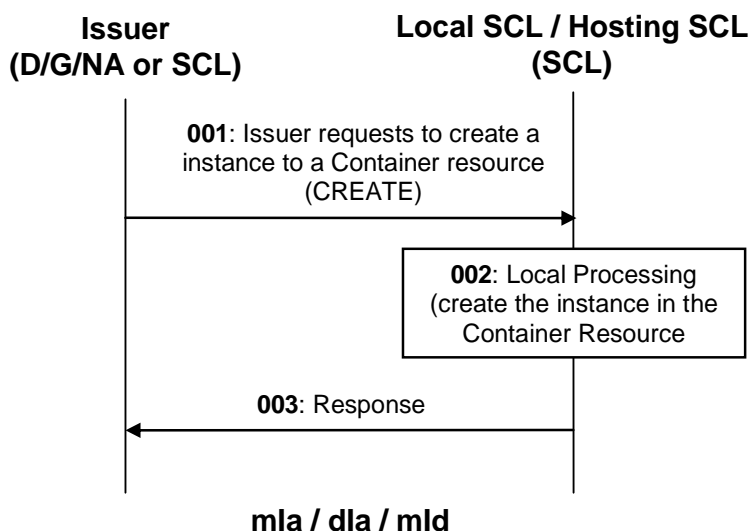 Issuer
(D/G/NA or SCL)
Local SCL / Hosting SCL
(SCL)
001: Issuer requests to create a
instance to a Container resource
(CREATE)
002: Local Processing
(create the instance in the
Container Resource
003: Response
mIa / dIa / mId